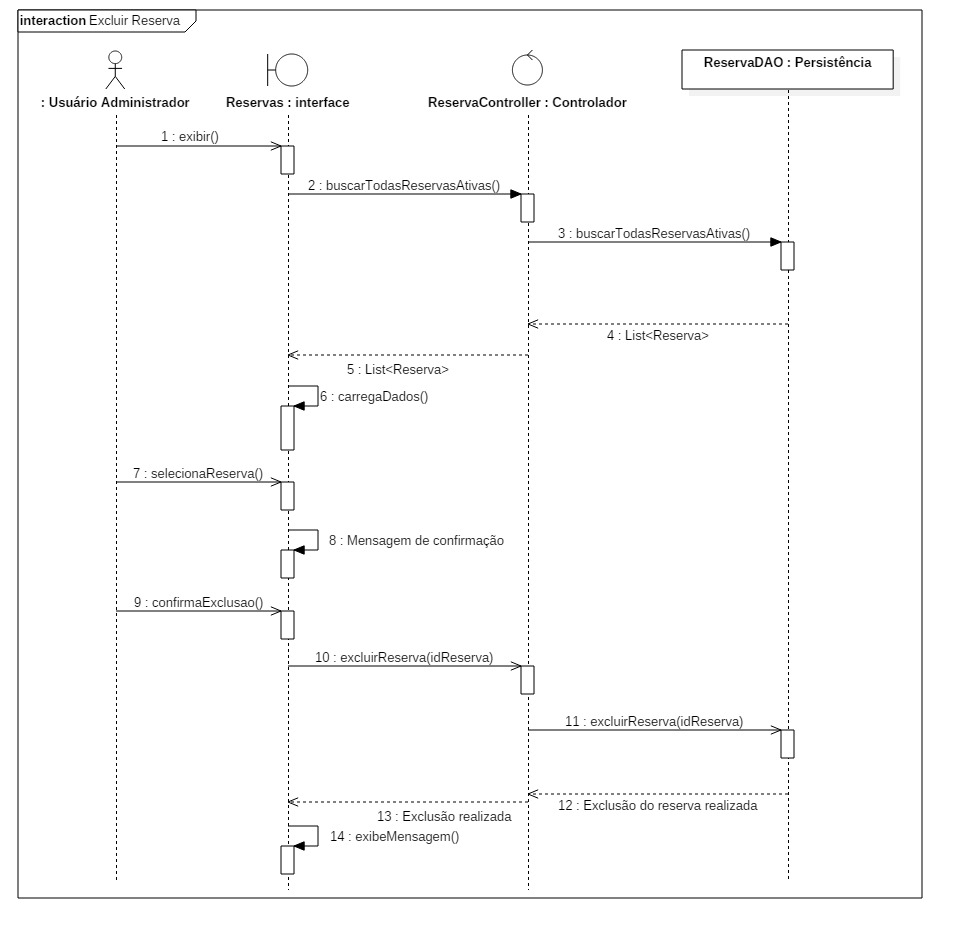 interaction Excluir Reserva
: Usuário Administrador
Reservas : interface
ReservaController : Controlador
ReservaDAO : Persistência
1 : exibir()
2 : buscarTodasReservasAtivas()
3 : buscarTodasReservasAtivas()
4 : List<Reserva>
5 : List<Reserva>
6 : carregaDados()
7 : selecionaReserva()
8 : Mensagem de confirmação
9 : confirmaExclusao()
10 : excluirReserva(idReserva)
11 : excluirReserva(idReserva)
12 : Exclusão do reserva realizada
13 : Exclusão realizada
14 : exibeMensagem()